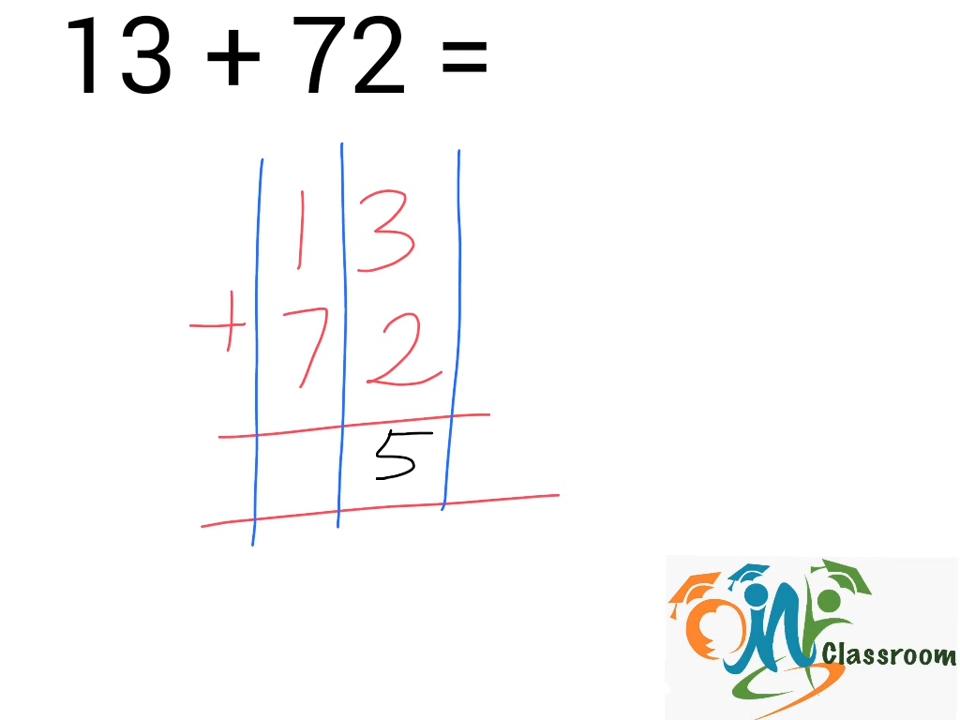 13 + 72 =
13
+ 72
5
Classroom